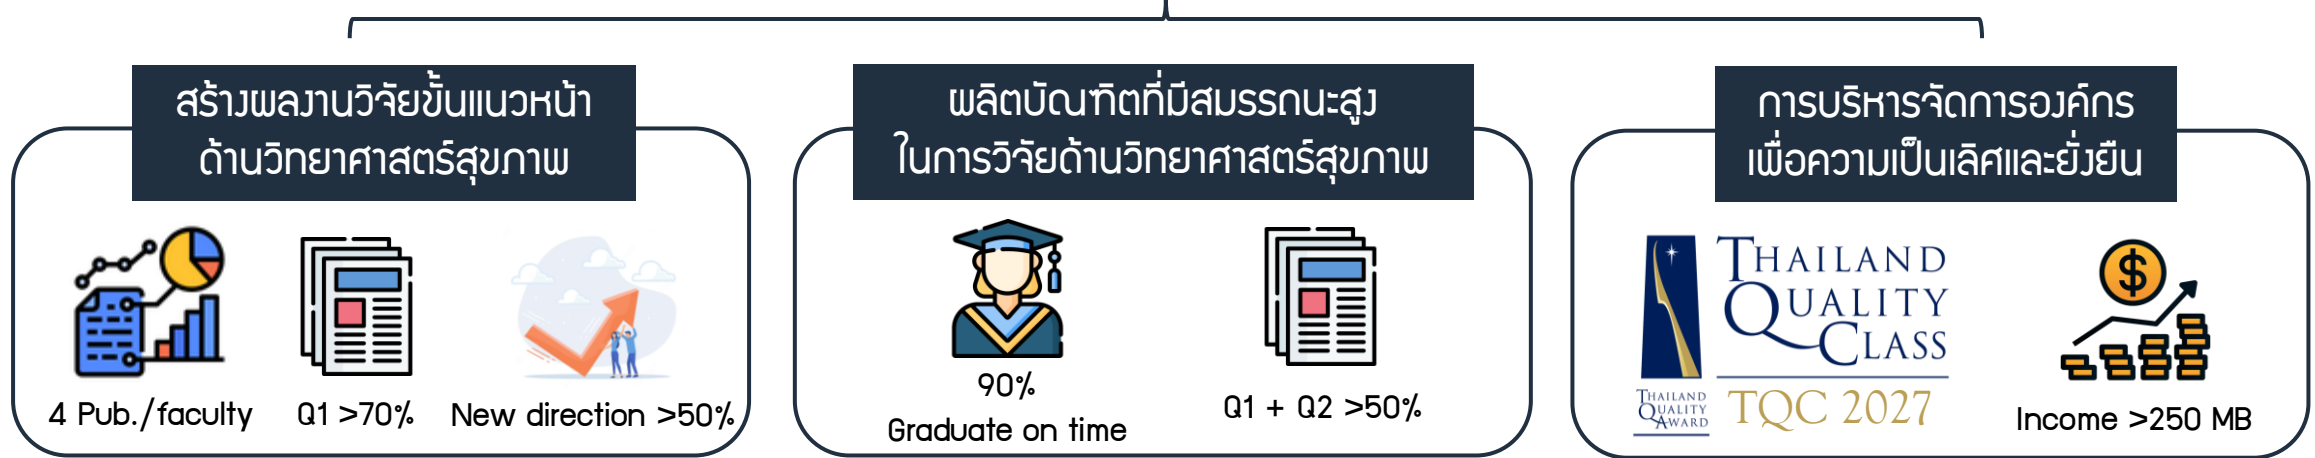 สร้างผลงานวิจัยขั้นแนวหน้า
ด้านวิทยาศาสตร์สุขภาพ
4 Pub./faculty
Q1 >70%
New direction >50%
ผลิตบัณฑิตที่มีสมรรถนะสูง
ในการวิจัยด้านวิทยาศาสตร์สุขภาพ
90%
Graduate on time
Q1 + Q2 >50%
การบริหารจัดการองค์กร
เพื่อความเป็นเลิศและยั่งยืน
THAILAND
QUALITY
CLASS
THAILAND
QUALITY
AWARD
TQC 2027
Income >250 MB